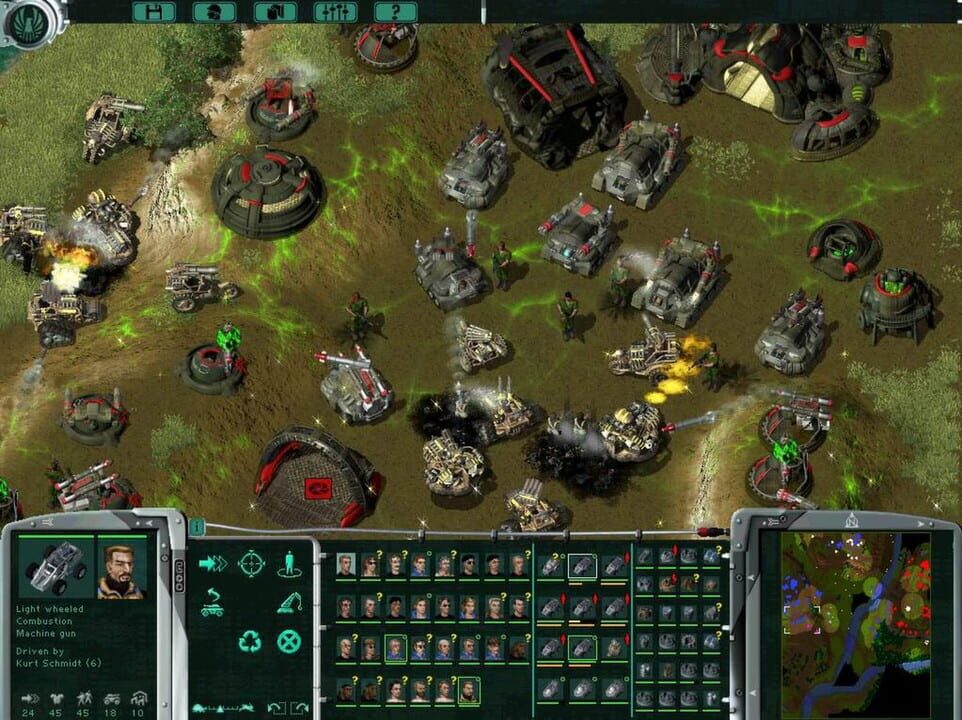 ?
Light wheeled
Combustion
Machine gun
Driven by
Kurt Schmidt (6)
24 45 45 18 10
N